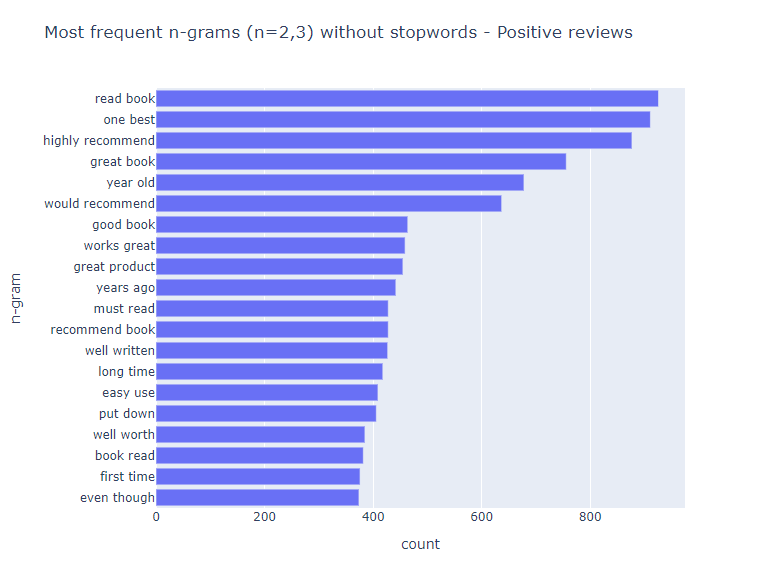 Most frequent n-grams (n=2,3) without stopwords - Positive reviews
read book
one best
highly recommend
great book
year old
would recommend
good book
works great
great product
years ago
must read
recommend book
well written
long time
easy use
put down
well worth
book read
first time
even though
n-gram
0 200 400 600 800
count